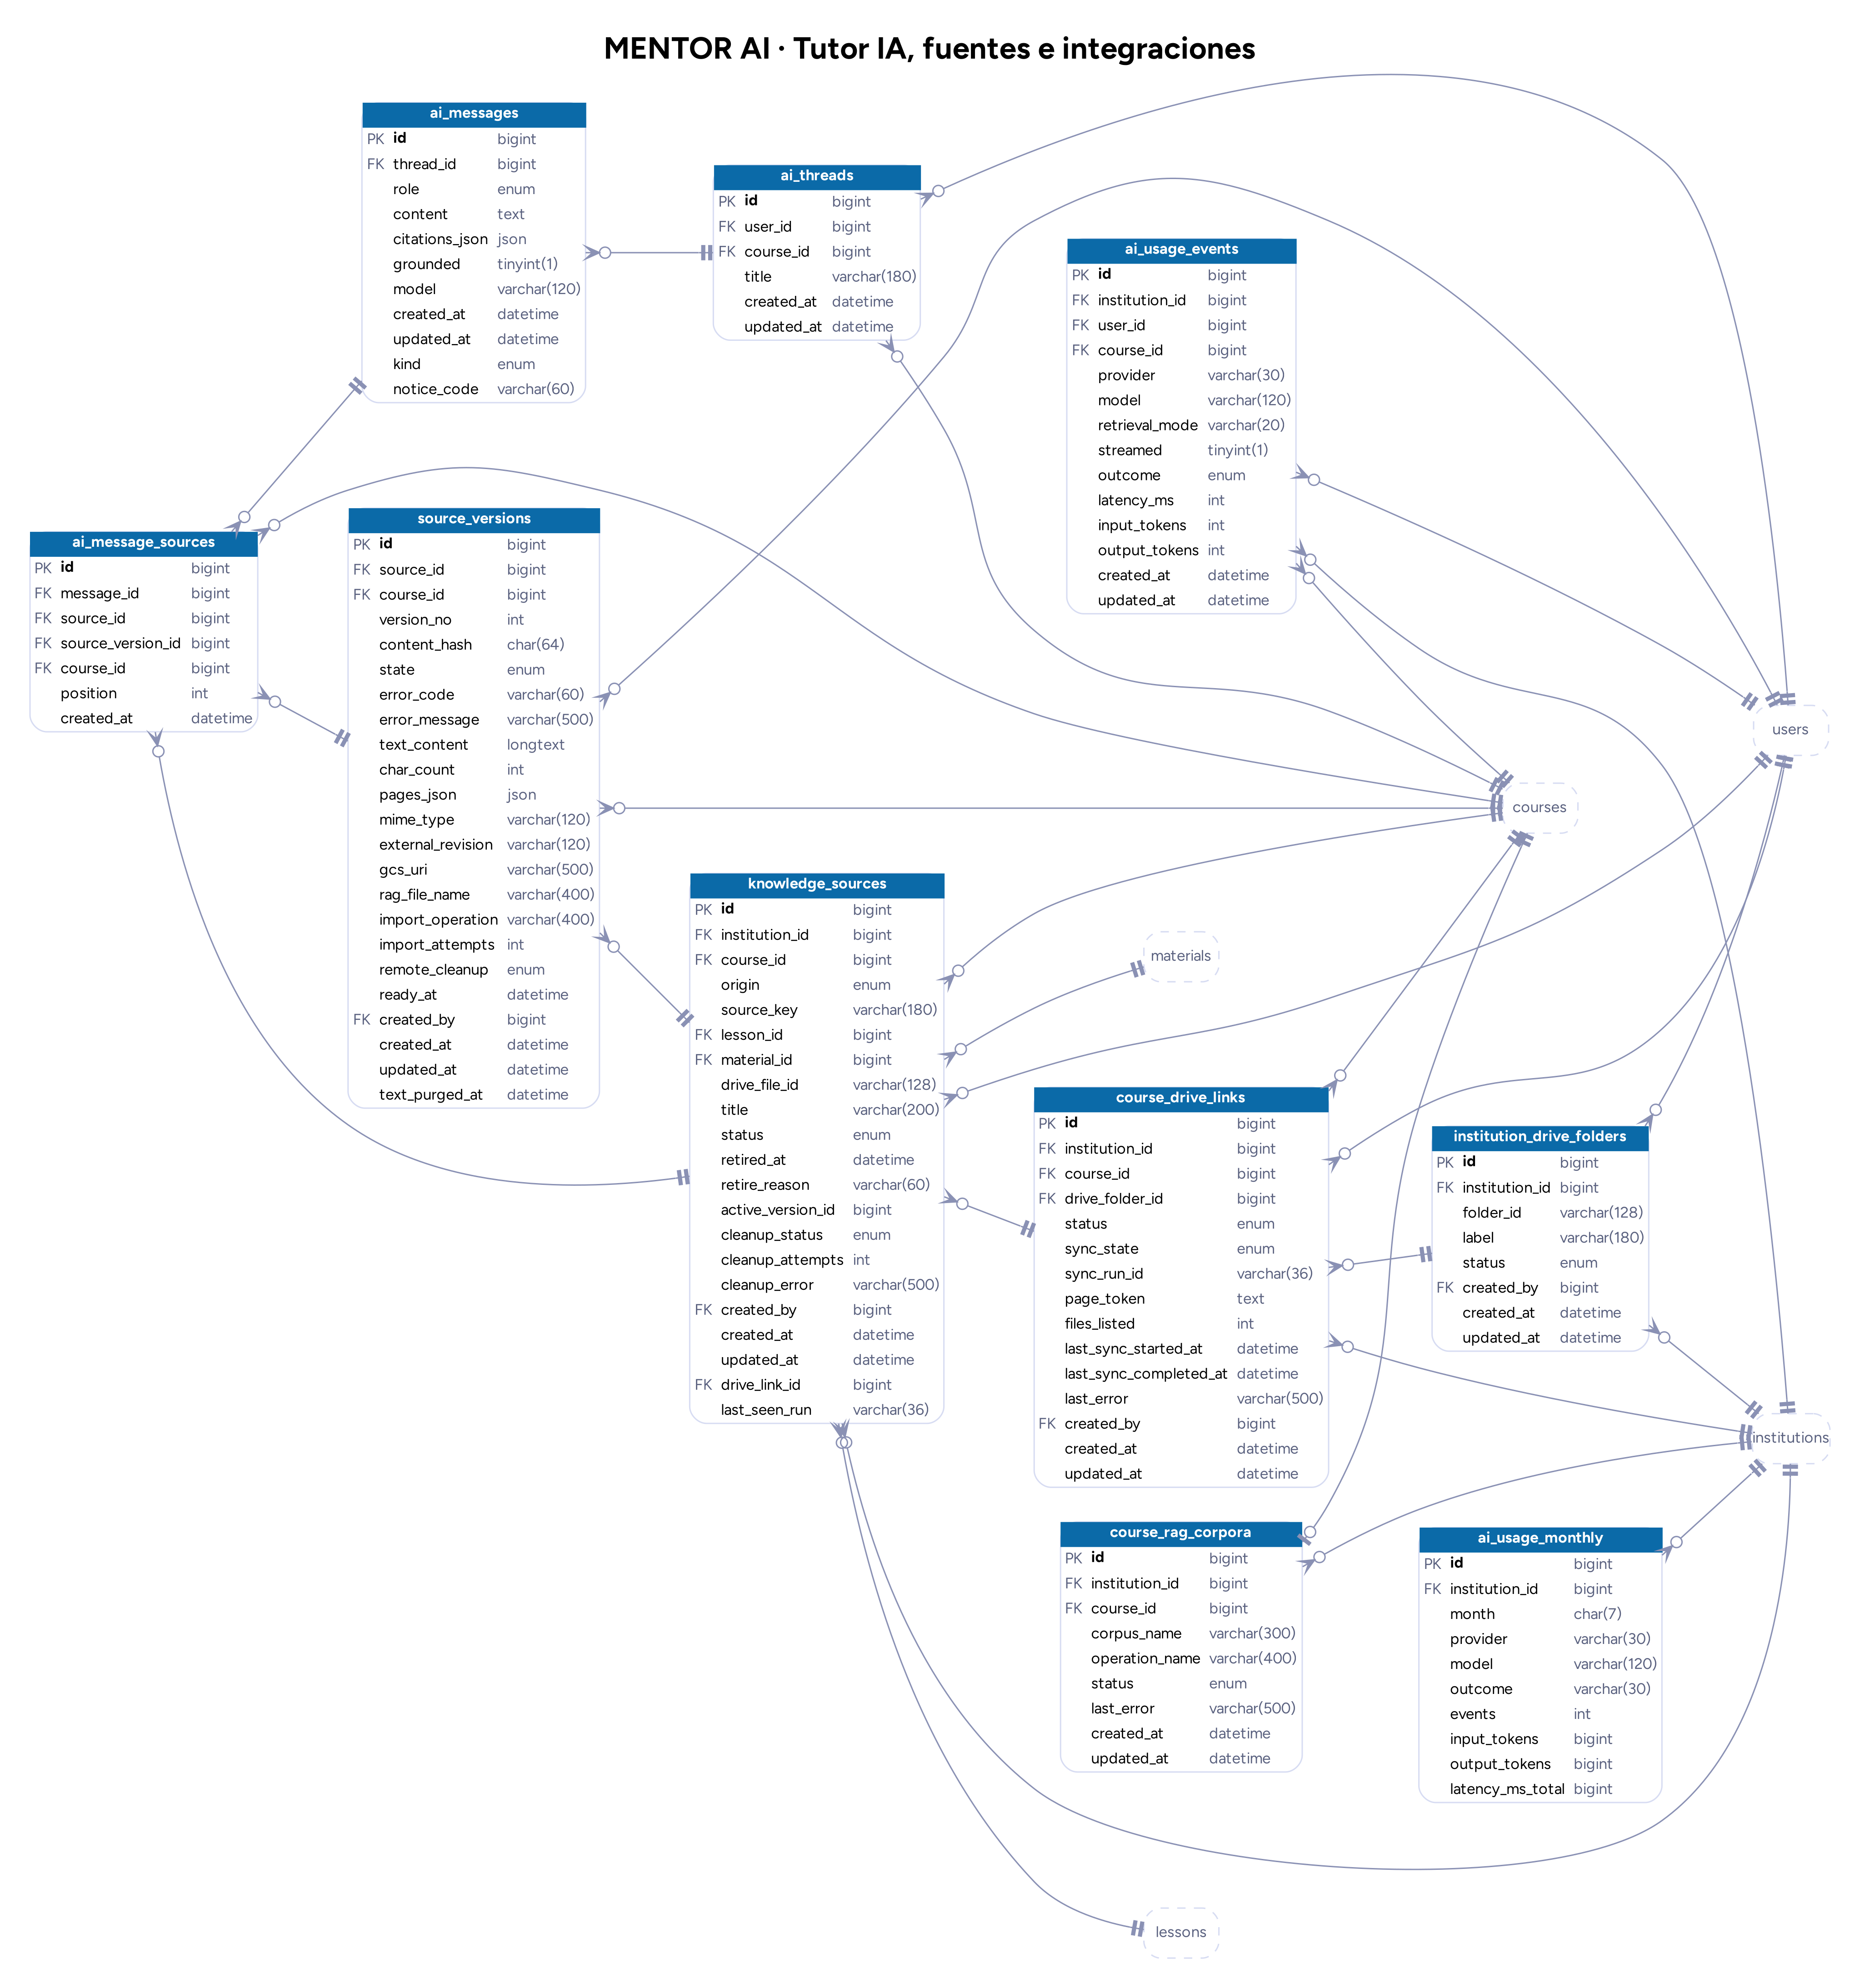 MENTOR AI · Tutor IA, fuentes e integraciones
ai_messages
PK id bigint
FK thread_id bigint
role enum
content text
citations_json json
grounded tinyint(1)
model varchar(120)
created_at datetime
updated_at datetime
kind enum
notice_code varchar(60)
ai_threads
PK id bigint
FK user_id bigint
FK course_id bigint
title varchar(180)
created_at datetime
updated_at datetime
ai_usage_events
PK id bigint
FK institution_id bigint
FK user_id bigint
FK course_id bigint
provider varchar(30)
model varchar(120)
retrieval_mode varchar(20)
streamed tinyint(1)
outcome enum
latency_ms int
input_tokens int
output_tokens int
created_at datetime
updated_at datetime
ai_message_sources
PK id bigint
FK message_id bigint
FK source_id bigint
FK source_version_id bigint
FK course_id bigint
position int
created_at datetime
source_versions
PK id bigint
FK source_id bigint
FK course_id bigint
version_no int
content_hash char(64)
state enum
error_code varchar(60)
error_message varchar(500)
text_content longtext
char_count int
pages_json json
mime_type varchar(120)
external_revision varchar(120)
gcs_uri varchar(500)
rag_file_name varchar(400)
import_operation varchar(400)
import_attempts int
remote_cleanup enum
ready_at datetime
FK created_by bigint
created_at datetime
updated_at datetime
text_purged_at datetime
users
courses
knowledge_sources
PK id bigint
FK institution_id bigint
FK course_id bigint
origin enum
source_key varchar(180)
FK lesson_id bigint
FK material_id bigint
drive_file_id varchar(128)
title varchar(200)
status enum
retired_at datetime
retire_reason varchar(60)
active_version_id bigint
cleanup_status enum
cleanup_attempts int
cleanup_error varchar(500)
FK created_by bigint
created_at datetime
updated_at datetime
FK drive_link_id bigint
last_seen_run varchar(36)
materials
course_drive_links
PK id bigint
FK institution_id bigint
FK course_id bigint
FK drive_folder_id bigint
status enum
sync_state enum
sync_run_id varchar(36)
page_token text
files_listed int
last_sync_started_at datetime
last_sync_completed_at datetime
last_error varchar(500)
FK created_by bigint
created_at datetime
updated_at datetime
institution_drive_folders
PK id bigint
FK institution_id bigint
folder_id varchar(128)
label varchar(180)
status enum
FK created_by bigint
created_at datetime
updated_at datetime
institutions
course_rag_corpora
PK id bigint
FK institution_id bigint
FK course_id bigint
corpus_name varchar(300)
operation_name varchar(400)
status enum
last_error varchar(500)
created_at datetime
updated_at datetime
ai_usage_monthly
PK id bigint
FK institution_id bigint
month char(7)
provider varchar(30)
model varchar(120)
outcome varchar(30)
events int
input_tokens bigint
output_tokens bigint
latency_ms_total bigint
lessons